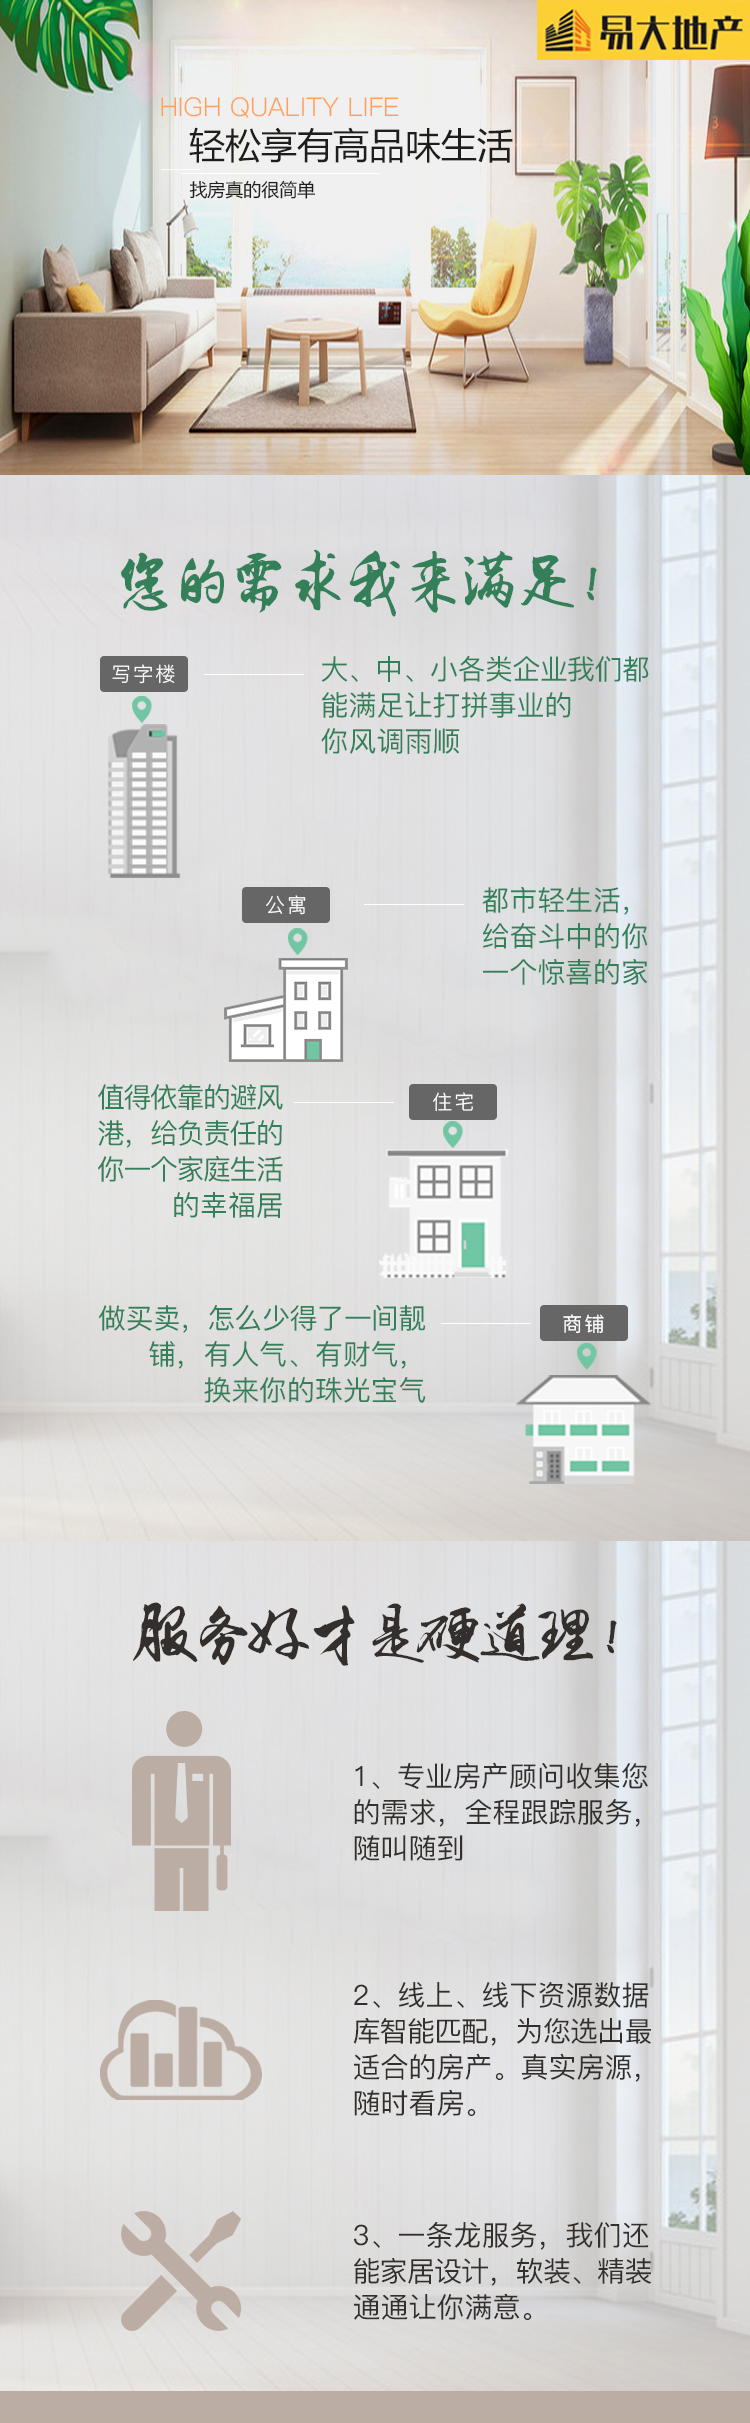 易大地产
HIGH QUALITY LIFE
轻松享有高品味生活
找房真的很简单
您的需求我来满足！
写字楼
大、中、小各类企业我们都
能满足让打拼事业的
你风调雨顺
公寓
都市轻生活，
给奋斗中的你
一个惊喜的家
值得依靠的避风
港，给负责任的
你一个家庭生活
的幸福居
住宅
做买卖，怎么少得了一间靓
铺，有人气、有财气，
换来你的珠光宝气
商铺
服务好才是硬道理！
1、专业房产顾问收集您
的需求，全程跟踪服务，
随叫随到
2、线上、线下资源数据
库智能匹配，为您选出最
适合的房产。真实房源，
随时看房。
3、一条龙服务，我们还
能家居设计，软装、精装
通通让你满意。